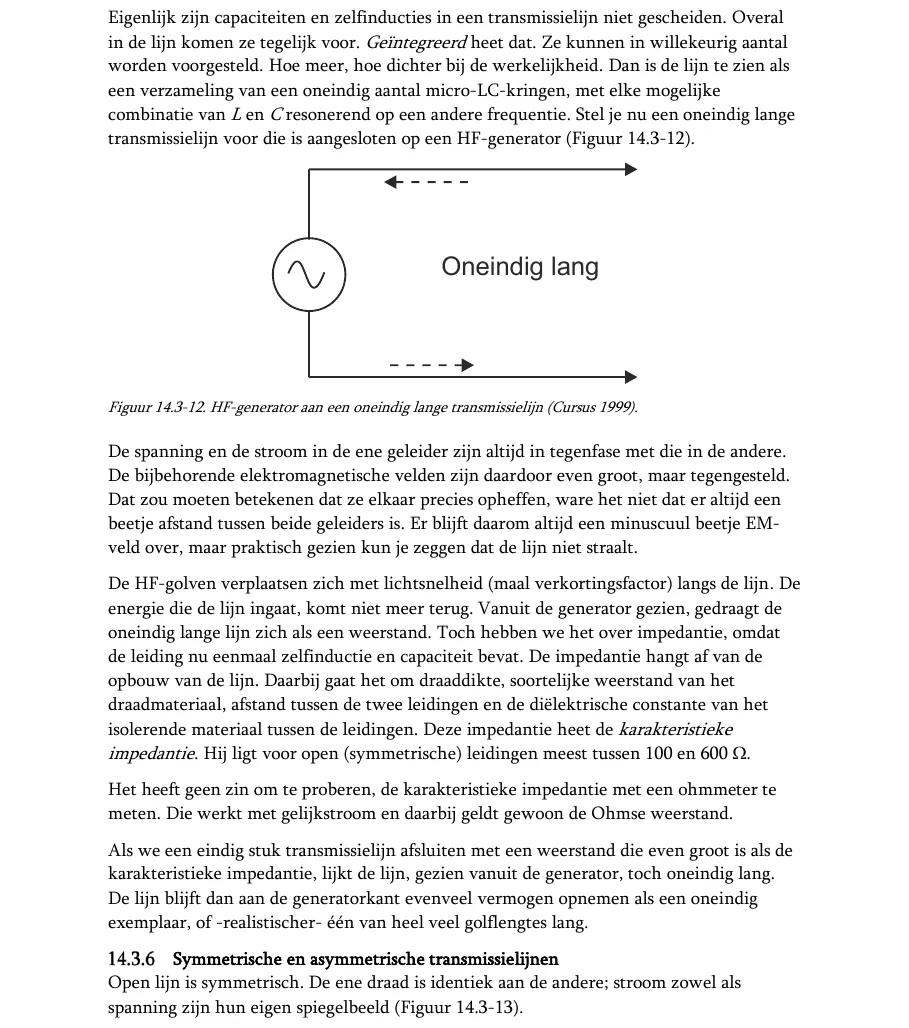 Eigenlijk zijn capaciteiten en zelfinducties in een transmissielijn niet gescheiden. Overal
in de lijn komen ze tegelijk voor. Geïntegreerd heet dat. Ze kunnen in willekeurig aantal
worden voorgesteld. Hoe meer, hoe dichter bij de werkelijkheid. Dan is de lijn te zien als
een verzameling van een oneindig aantal micro-LC-kringen, met elke mogelijke
combinatie van L en C resonerend op een andere frequentie. Stel je nu een oneindig lange
transmissielijn voor die is aangesloten op een HF-generator (Figuur 14.3-12).
Oneindig lang
Figuur 14.3-12. HF-generator aan een oneindig lange transmissielijn (Cursus 1999).
De spanning en de stroom in de ene geleider zijn altijd in tegenfase met die in de andere.
De bijbehorende elektromagnetische velden zijn daardoor even groot, maar tegengesteld.
Dat zou moeten betekenen dat ze elkaar precies opheffen, ware het niet dat er altijd een
beetje afstand tussen beide geleiders is. Er blijft daarom altijd een minuscuul beetje EM-
veld over, maar praktisch gezien kun je zeggen dat de lijn niet straalt.
De HF-golven verplaatsen zich met lichtsnelheid (maal verkortingsfactor) langs de lijn. De
energie die de lijn ingaat, komt niet meer terug. Vanuit de generator gezien, gedraagt de
oneindig lange lijn zich als een weerstand. Toch hebben we het over impedantie, omdat
de leiding nu eenmaal zelfinductie en capaciteit bevat. De impedantie hangt af van de
opbouw van de lijn. Daarbij gaat het om draaddikte, soortelijke weerstand van het
draadmateriaal, afstand tussen de twee leidingen en de diëlektrische constante van het
isolerende materiaal tussen de leidingen. Deze impedantie heet de karakteristieke
impedantie. Hij ligt voor open (symmetrische) leidingen meest tussen 100 en 600 Ω.
Het heeft geen zin om te proberen, de karakteristieke impedantie met een ohmmeter te
meten. Die werkt met gelijkstroom en daarbij geldt gewoon de Ohmse weerstand.
Als we een eindig stuk transmissielijn afsluiten met een weerstand die even groot is als de
karakteristieke impedantie, lijkt de lijn, gezien vanuit de generator, toch oneindig lang.
De lijn blijft dan aan de generatorkant evenveel vermogen opnemen als een oneindig
exemplaar, of -realistischer- één van heel veel golflengtes lang.
14.3.6 Symmetrische en asymmetrische transmissielijnen
Open lijn is symmetrisch. De ene draad is identiek aan de andere; stroom zowel als
spanning zijn hun eigen spiegelbeeld (Figuur 14.3-13).